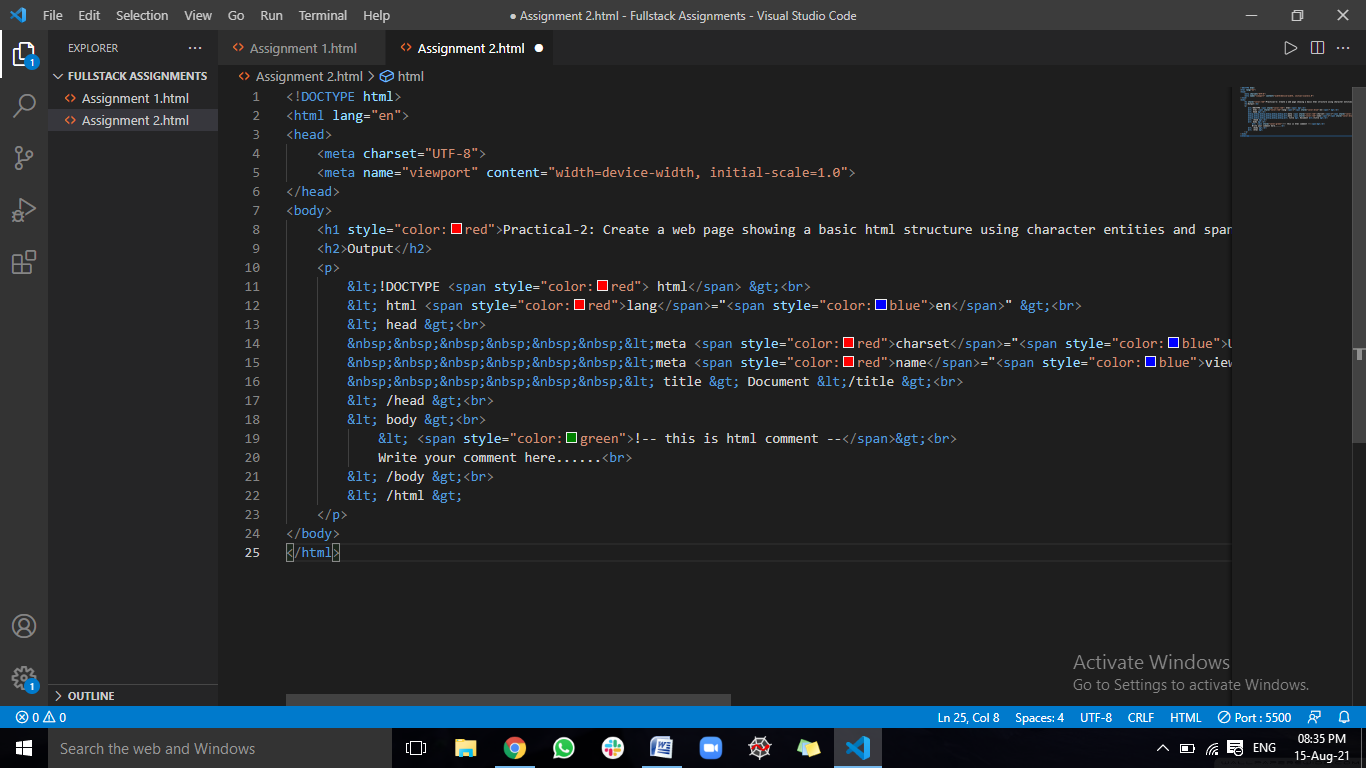 File Edit Selection View Go Run Terminal Help
● Assignment 2.html - Fullstack Assignments - Visual Studio Code
EXPLORER
Assignment 1.html
Assignment 2.html
FULLSTACK ASSIGNMENTS
Assignment 1.html
Assignment 2.html
Assignment 2.html > html
1 <!DOCTYPE html>
2 <html lang="en">
3 <head>
4 <meta charset="UTF-8">
5 <meta name="viewport" content="width=device-width, initial-scale=1.0">
6 </head>
7 <body>
8 <h1 style="color:red">Practical-2: Create a web page showing a basic html structure using character entities and span
9 <h2>Output</h2>
10 <p>
11 &lt;!DOCTYPE <span style="color:red"> html</span> &gt;<br>
12 &lt; html <span style="color:red">lang</span>="<span style="color:blue">en</span>" &gt;<br>
13 &lt; head &gt;<br>
14 &nbsp;&nbsp;&nbsp;&nbsp;&nbsp;&lt;meta <span style="color:red">charset</span>="<span style="color:blue">U
15 &nbsp;&nbsp;&nbsp;&nbsp;&nbsp;&lt;meta <span style="color:red">name</span>="<span style="color:blue">view
16 &nbsp;&nbsp;&nbsp;&nbsp;&nbsp;&lt; title &gt; Document &lt;/title &gt;<br>
17 &lt; /head &gt;<br>
18 &lt; body &gt;<br>
19 &lt; <span style="color:green">!-- this is html comment --</span>&gt;<br>
20 Write your comment here......<br>
21 &lt; /body &gt;<br>
22 &lt; /html &gt;
23 </p>
24 </body>
25 </html>
1
1
OUTLINE
Activate Windows
Go to Settings to activate Windows.
0 0
Ln 25, Col 8 Spaces: 4 UTF-8 CRLF HTML Port : 5500
Search the web and Windows
ENG
08:35 PM
15-Aug-21